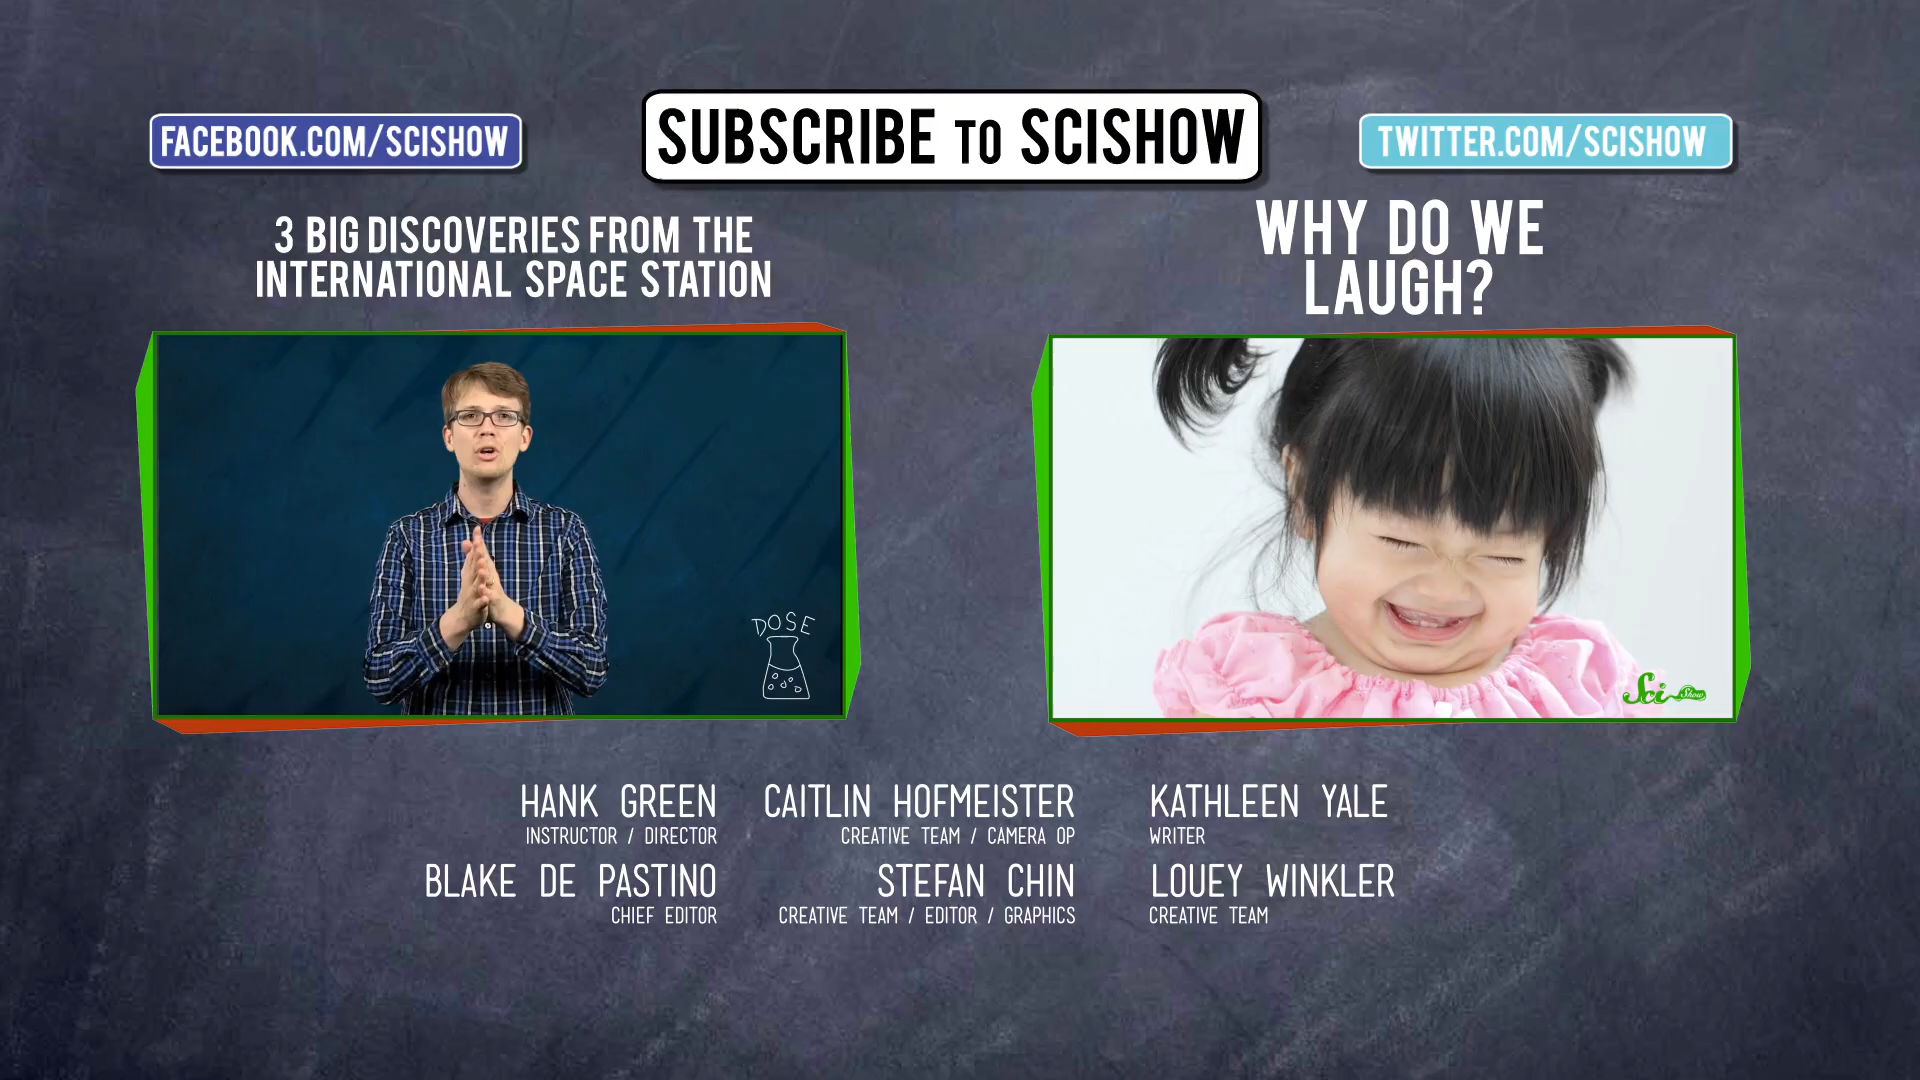 FACEBOOK.COM/SCISHOW
SUBSCRIBE TO SCISHOW
TWITTER.COM/SCISHOW
3 BIG DISCOVERIES FROM THE
INTERNATIONAL SPACE STATION
WHY DO WE
LAUGH?
DOSE
Sci Show
HANK GREEN
INSTRUCTOR / DIRECTOR
CAITLIN HOFMEISTER
CREATIVE TEAM / CAMERA OP
KATHLEEN YALE
WRITER
BLAKE DE PASTINO
CHIEF EDITOR
STEFAN CHIN
CREATIVE TEAM / EDITOR / GRAPHICS
LOUEY WINKLER
CREATIVE TEAM